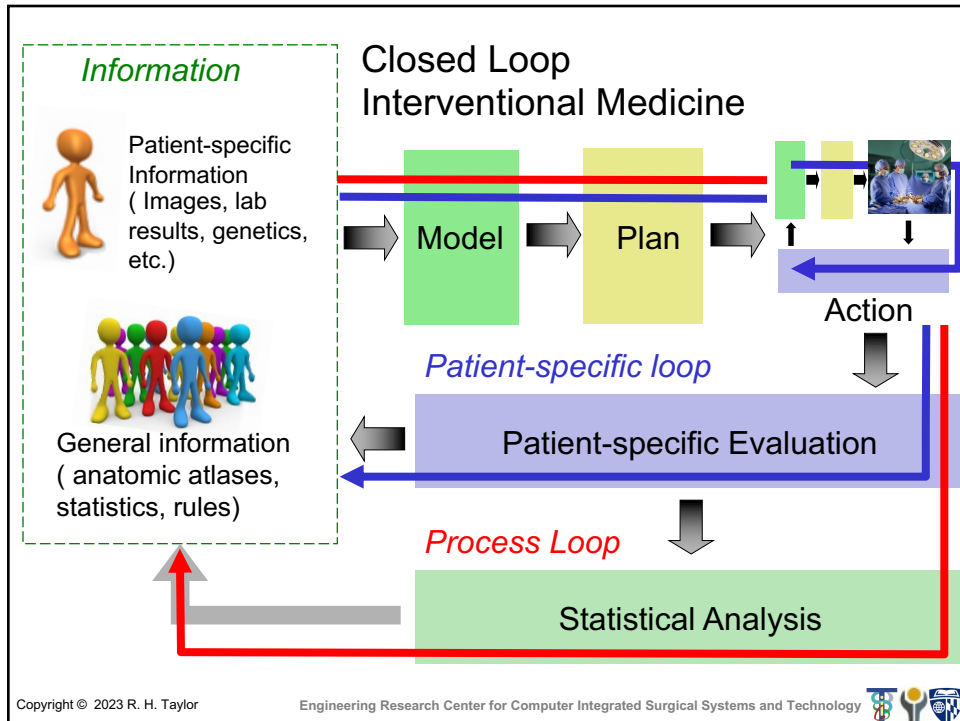 Closed Loop
Interventional Medicine
Information
Patient-specific
Information
( Images, lab
results, genetics,
etc.)
General information
( anatomic atlases,
statistics, rules)
Model
Plan
Action
Patient-specific loop
Patient-specific Evaluation
Process Loop
Statistical Analysis
Copyright © 2023 R. H. Taylor
Engineering Research Center for Computer Integrated Surgical Systems and Technology